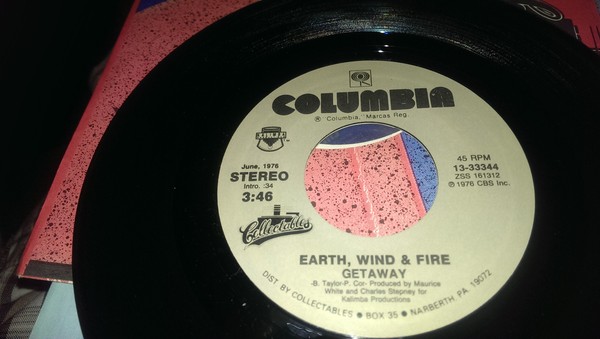 COLUMBIA
® "Columbia," Marcas Reg.
June, 1976
STEREO
Intro. :34
3:46
45 RPM
13-33344
ZSS 161312
℗ 1976 CBS Inc.
Collectables
EARTH, WIND & FIRE
GETAWAY
-B. Taylor-P. Cor- Produced by Maurice
White and Charles Stepney for
Kalimba Productions
DIST. BY COLLECTABLES • BOX 35 • NARBERTH, PA 19072